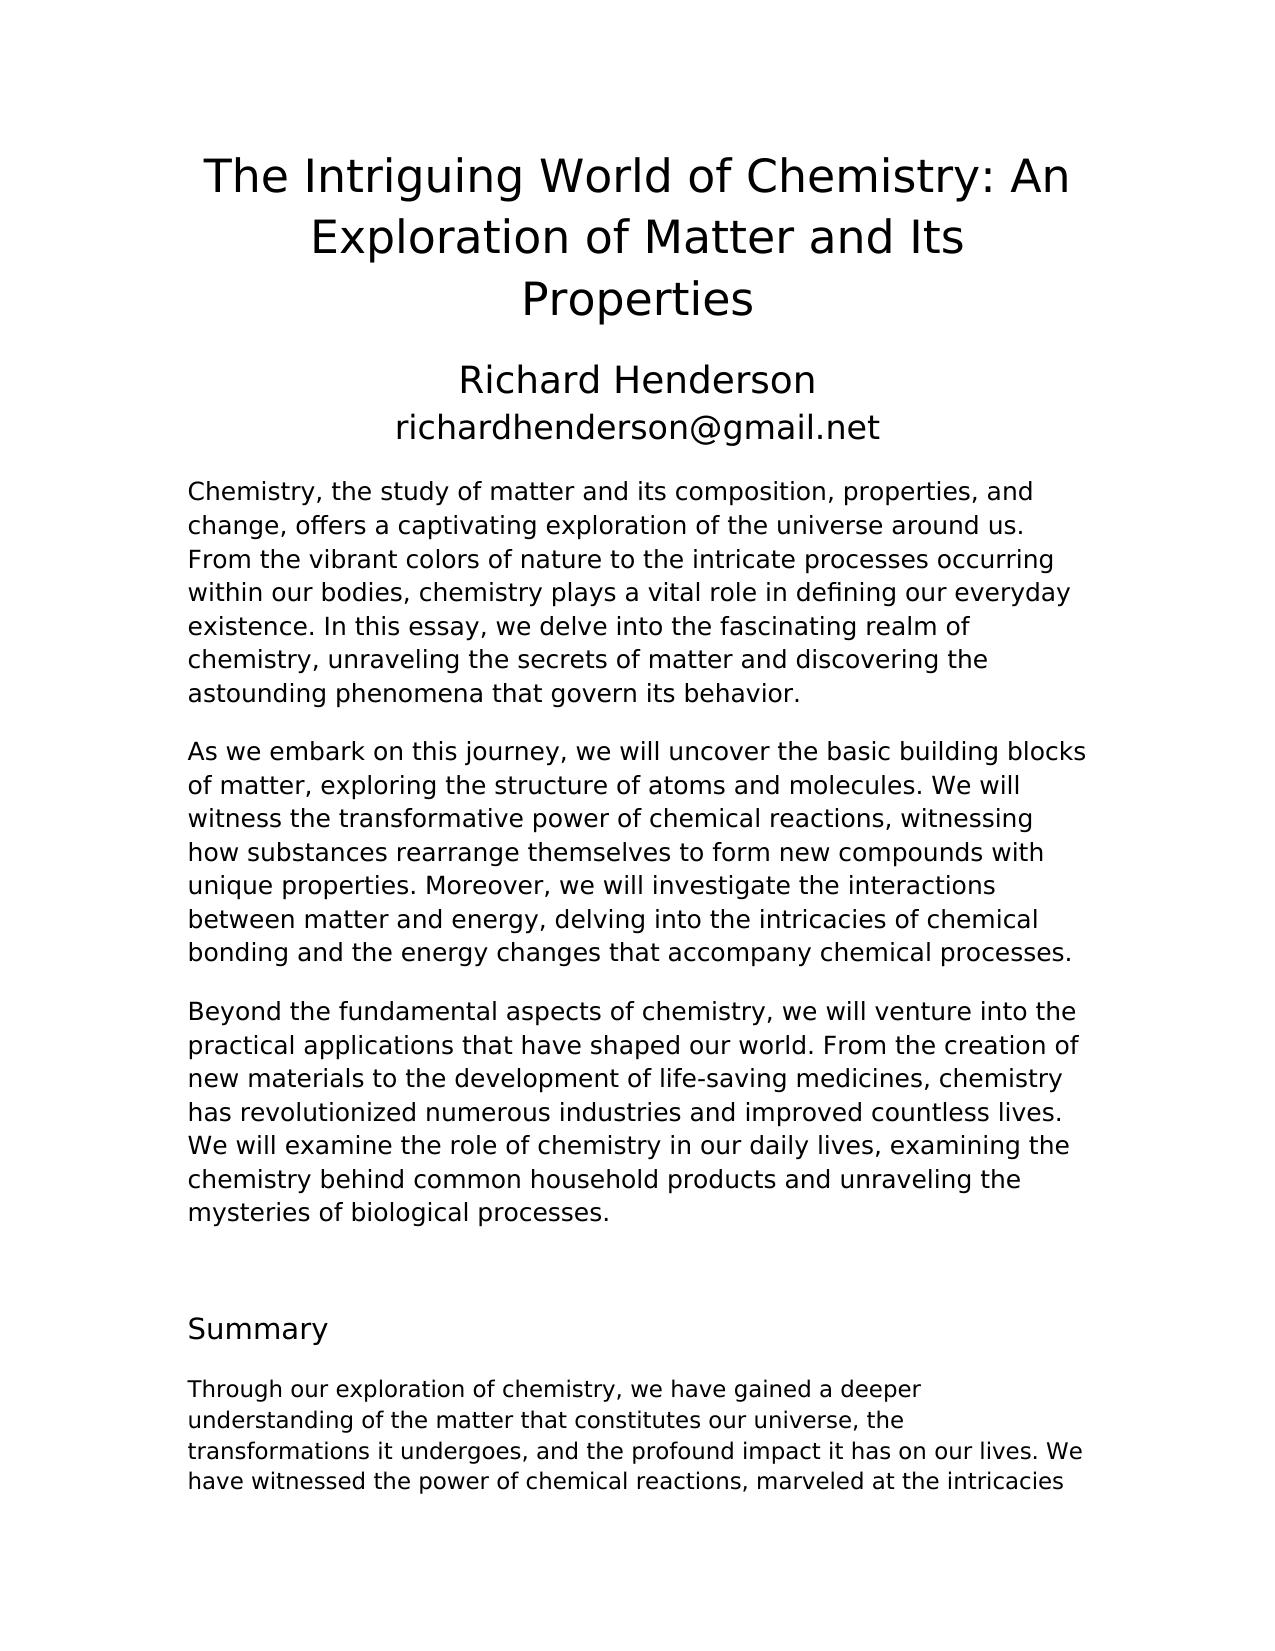 The Intriguing World of Chemistry: An
Exploration of Matter and Its
Properties
Richard Henderson
richardhenderson@gmail.net
Chemistry, the study of matter and its composition, properties, and
change, offers a captivating exploration of the universe around us.
From the vibrant colors of nature to the intricate processes occurring
within our bodies, chemistry plays a vital role in defining our everyday
existence. In this essay, we delve into the fascinating realm of
chemistry, unraveling the secrets of matter and discovering the
astounding phenomena that govern its behavior.
As we embark on this journey, we will uncover the basic building blocks
of matter, exploring the structure of atoms and molecules. We will
witness the transformative power of chemical reactions, witnessing
how substances rearrange themselves to form new compounds with
unique properties. Moreover, we will investigate the interactions
between matter and energy, delving into the intricacies of chemical
bonding and the energy changes that accompany chemical processes.
Beyond the fundamental aspects of chemistry, we will venture into the
practical applications that have shaped our world. From the creation of
new materials to the development of life-saving medicines, chemistry
has revolutionized numerous industries and improved countless lives.
We will examine the role of chemistry in our daily lives, examining the
chemistry behind common household products and unraveling the
mysteries of biological processes.
Summary
Through our exploration of chemistry, we have gained a deeper
understanding of the matter that constitutes our universe, the
transformations it undergoes, and the profound impact it has on our lives. We
have witnessed the power of chemical reactions, marveled at the intricacies